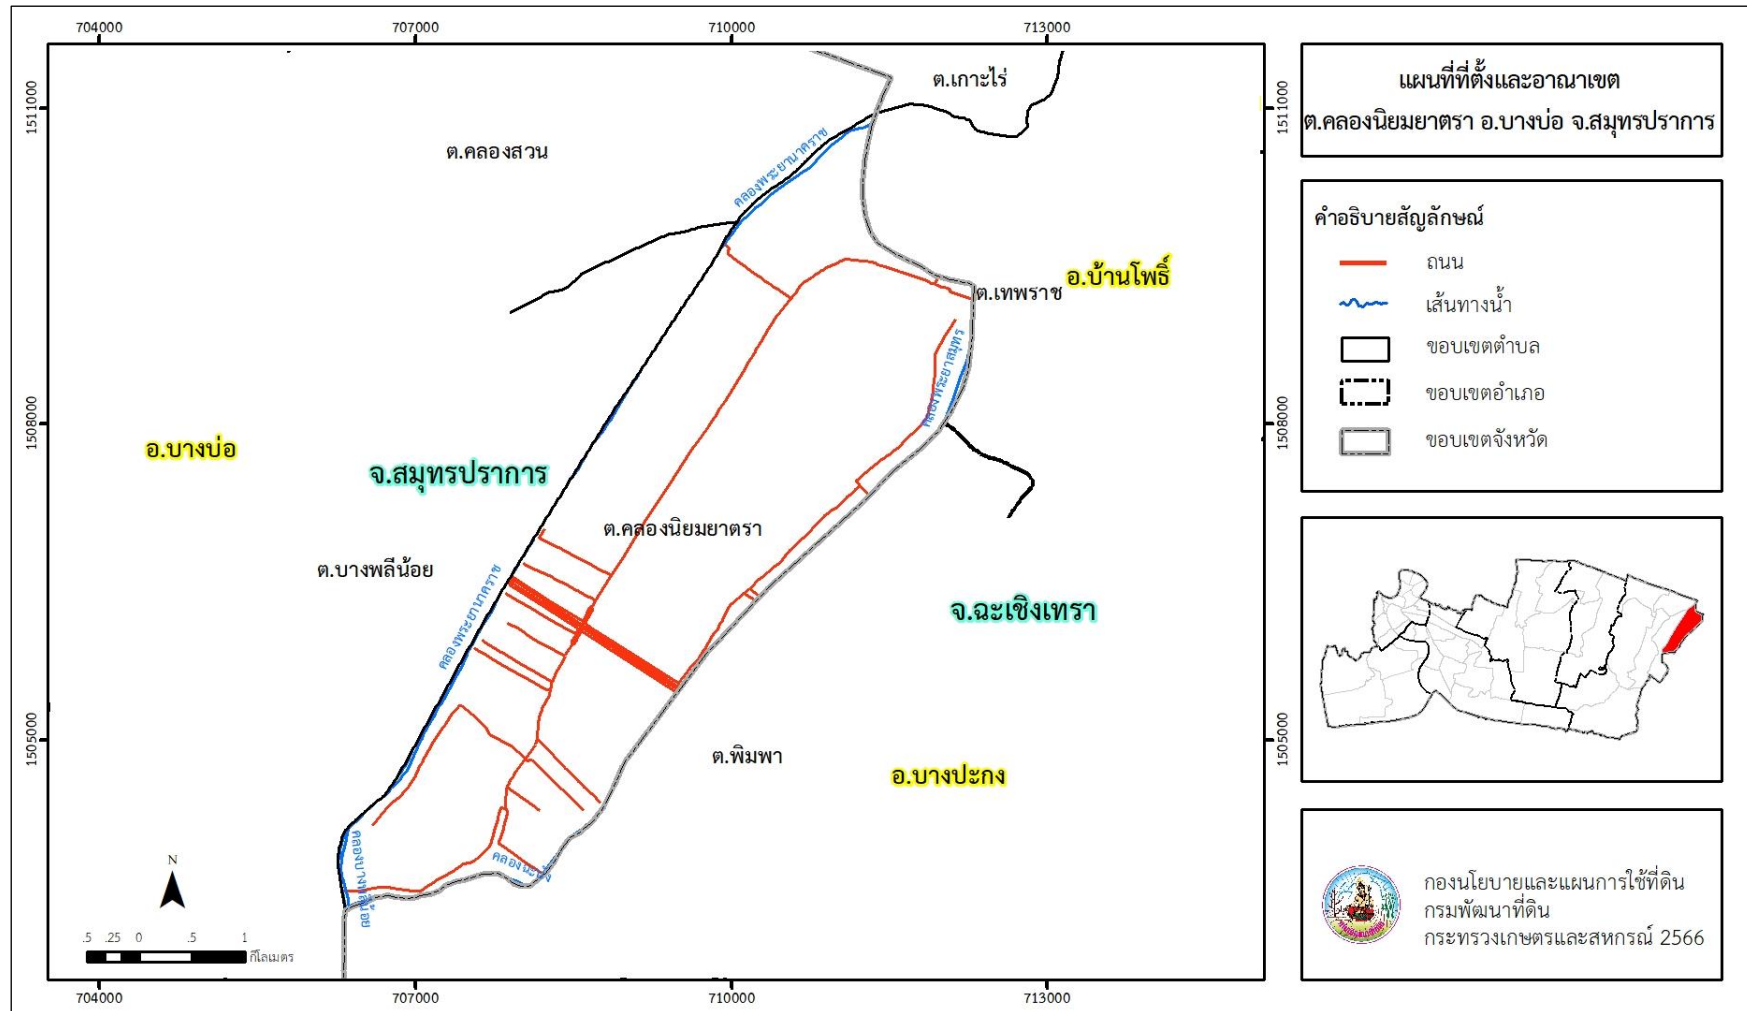 704000
707000
710000
713000
1511000
1511000
1508000
1508000
1505000
1505000
ต.เกาะไร่
ต.คลองสวน
คลองพระยานาคราช
อ.บ้านโพธิ์
ต.เทพราช
คลองพระยาสมุทร
อ.บางบ่อ
จ.สมุทรปราการ
ต.คลองนิยมยาตรา
ต.บางพลีน้อย
คลองพระยานาคราช
จ.ฉะเชิงเทรา
ต.พิมพา
อ.บางปะกง
N
.5 .25 0 .5 1
กิโลเมตร
704000
707000
710000
713000
แผนที่ที่ตั้งและอาณาเขต
ต.คลองนิยมยาตรา อ.บางบ่อ จ.สมุทรปราการ
คำอธิบายสัญลักษณ์
ถนน
เส้นทางน้ำ
ขอบเขตตำบล
ขอบเขตอำเภอ
ขอบเขตจังหวัด
กองนโยบายและแผนการใช้ที่ดิน
กรมพัฒนาที่ดิน
กระทรวงเกษตรและสหกรณ์ 2566